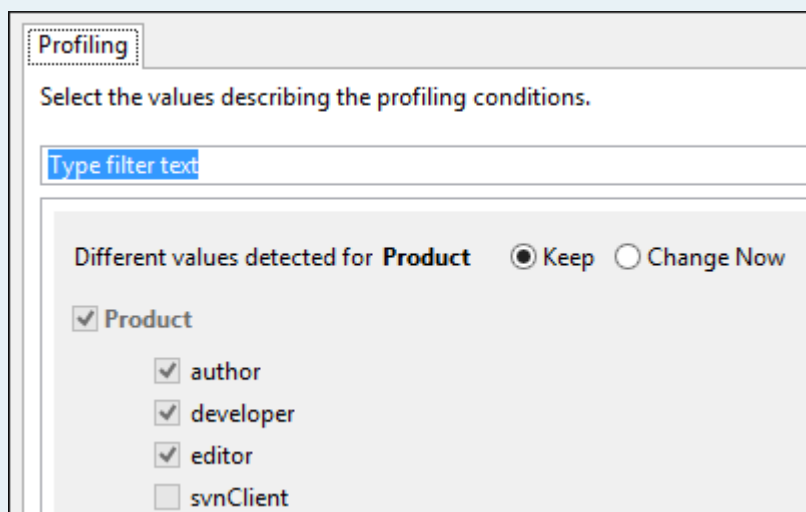 Profiling
Select the values describing the profiling conditions.
Type filter text
Different values detected for Product Keep Change Now
Product
author
developer
editor
svnClient